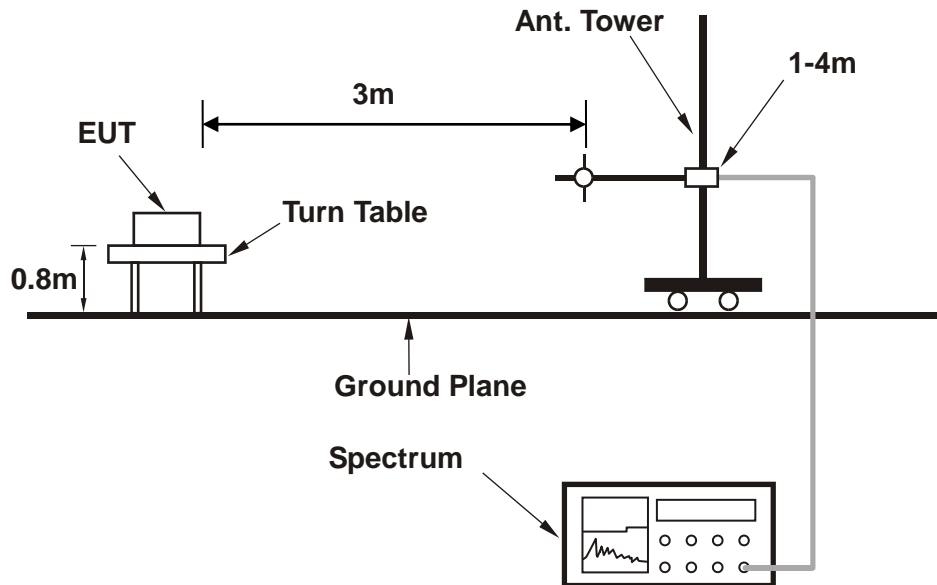 Ant. Tower
1-4m
3m
EUT
Turn Table
0.8m
Ground Plane
Spectrum